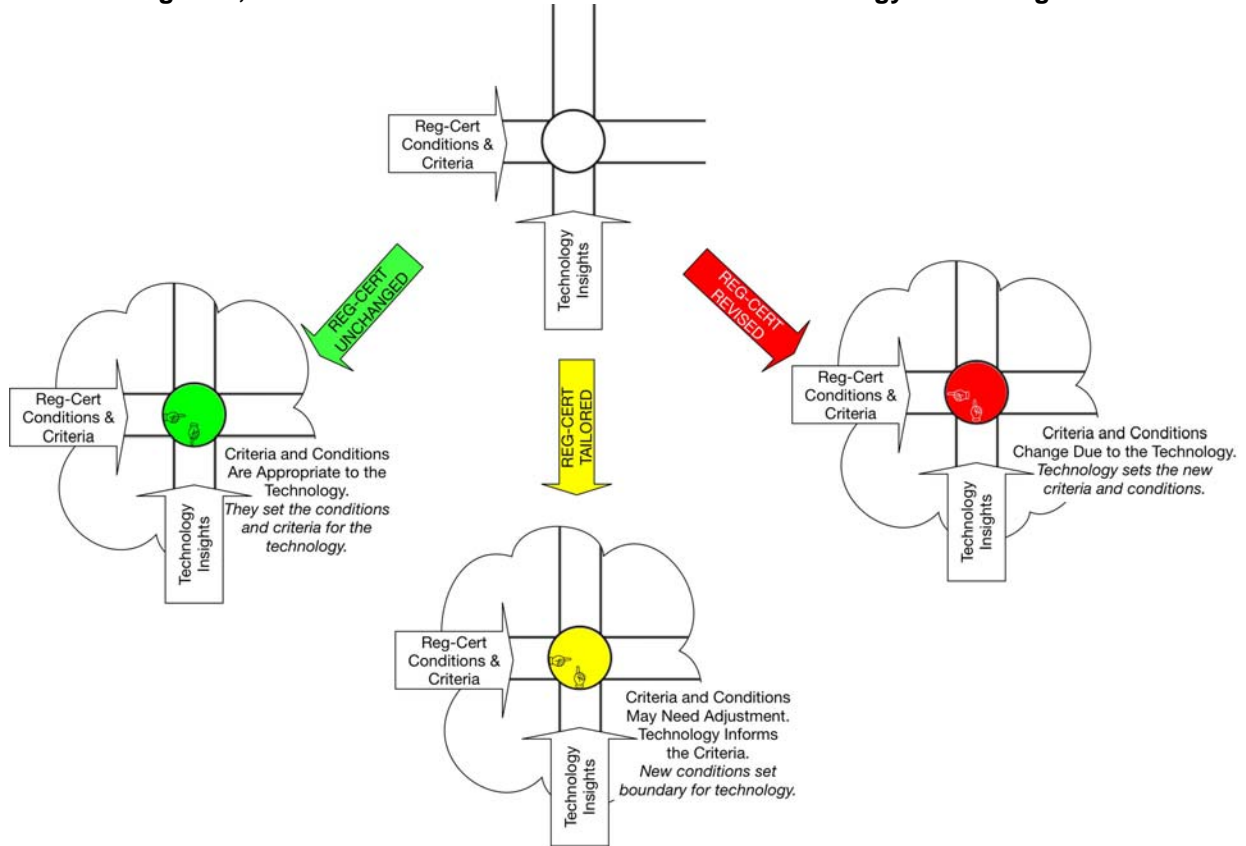 Reg-Cert
Conditions &
Criteria
Technology
Insights
REG-CERT
UNCHANGED
REG-CERT
TAILORED
REG-CERT
REVISED
Reg-Cert
Conditions &
Criteria
Technology
Insights
Criteria and Conditions
Are Appropriate to the
Technology.
They set the conditions
and criteria for the
technology.
Reg-Cert
Conditions &
Criteria
Technology
Insights
Criteria and Conditions
Change Due to the Technology.
Technology sets the new
criteria and conditions.
Reg-Cert
Conditions &
Criteria
Technology
Insights
Criteria and Conditions
May Need Adjustment.
Technology Informs
the Criteria.
New conditions set
boundary for technology.